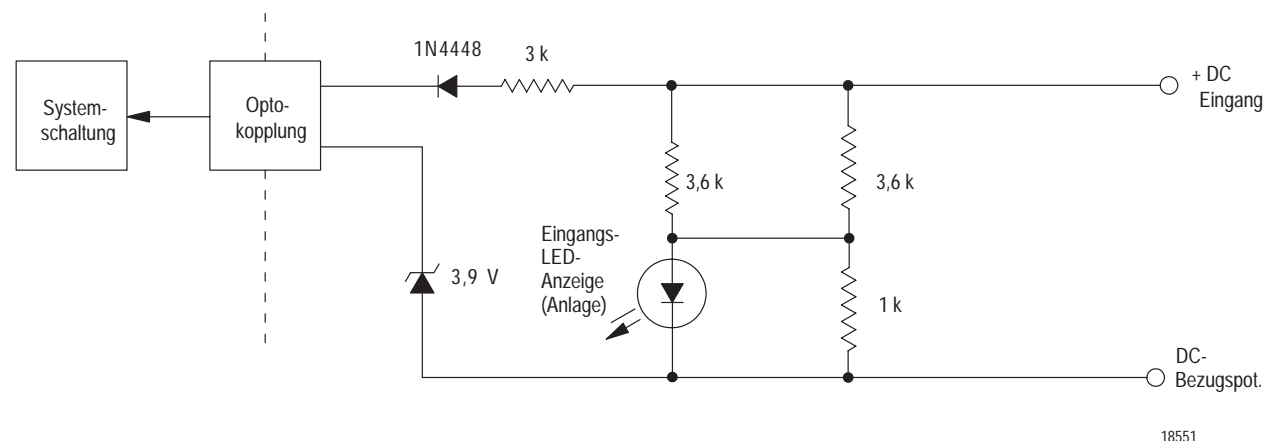 1N4448
3 k
+ DC
Eingang
System-
schaltung
Opto-
kopplung
3,6 k
3,6 k
Eingangs-
LED-
Anzeige
(Anlage)
3,9 V
1 k
DC-
Bezugspot.
18551